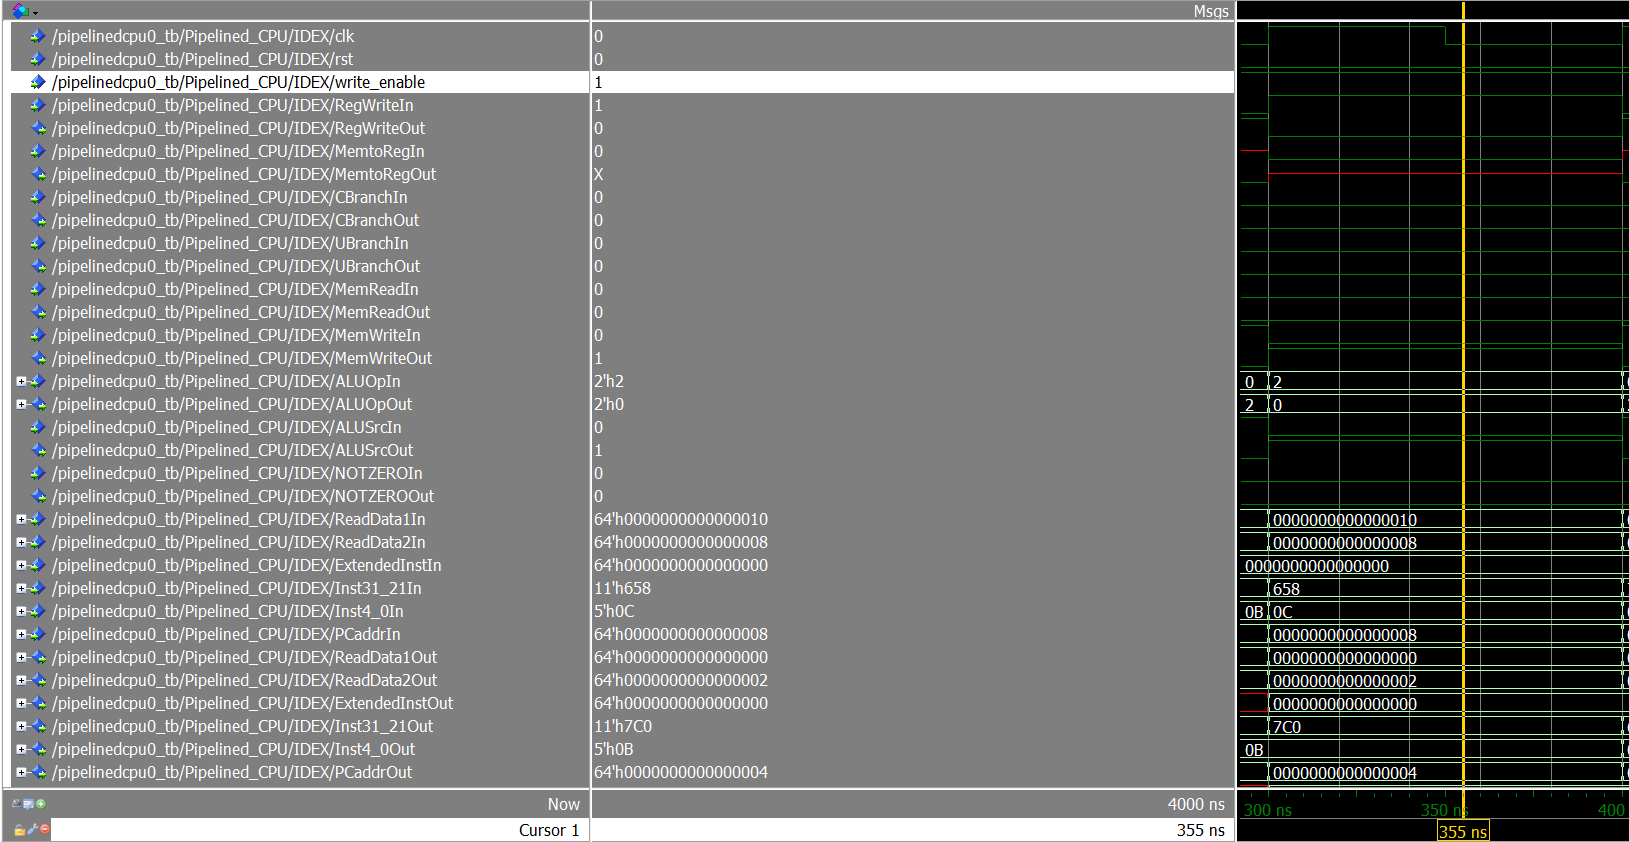 Msgs
/pipelinedcpu0_tb/Pipelined_CPU/IDEX/clk 0
/pipelinedcpu0_tb/Pipelined_CPU/IDEX/rst 0
/pipelinedcpu0_tb/Pipelined_CPU/IDEX/write_enable 1
/pipelinedcpu0_tb/Pipelined_CPU/IDEX/RegWriteIn 1
/pipelinedcpu0_tb/Pipelined_CPU/IDEX/RegWriteOut 0
/pipelinedcpu0_tb/Pipelined_CPU/IDEX/MemtoRegIn 0
/pipelinedcpu0_tb/Pipelined_CPU/IDEX/MemtoRegOut X
/pipelinedcpu0_tb/Pipelined_CPU/IDEX/CBranchIn 0
/pipelinedcpu0_tb/Pipelined_CPU/IDEX/CBranchOut 0
/pipelinedcpu0_tb/Pipelined_CPU/IDEX/UBranchIn 0
/pipelinedcpu0_tb/Pipelined_CPU/IDEX/UBranchOut 0
/pipelinedcpu0_tb/Pipelined_CPU/IDEX/MemReadIn 0
/pipelinedcpu0_tb/Pipelined_CPU/IDEX/MemReadOut 0
/pipelinedcpu0_tb/Pipelined_CPU/IDEX/MemWriteIn 0
/pipelinedcpu0_tb/Pipelined_CPU/IDEX/MemWriteOut 1
/pipelinedcpu0_tb/Pipelined_CPU/IDEX/ALUOpIn 2'h2 0 2
/pipelinedcpu0_tb/Pipelined_CPU/IDEX/ALUOpOut 2'h0 2 0
/pipelinedcpu0_tb/Pipelined_CPU/IDEX/ALUSrcIn 0
/pipelinedcpu0_tb/Pipelined_CPU/IDEX/ALUSrcOut 1
/pipelinedcpu0_tb/Pipelined_CPU/IDEX/NOTZEROIn 0
/pipelinedcpu0_tb/Pipelined_CPU/IDEX/NOTZEROOut 0
/pipelinedcpu0_tb/Pipelined_CPU/IDEX/ReadData1In 64'h0000000000000010 0000000000000010
/pipelinedcpu0_tb/Pipelined_CPU/IDEX/ReadData2In 64'h0000000000000008 0000000000000008
/pipelinedcpu0_tb/Pipelined_CPU/IDEX/ExtendedInstIn 64'h0000000000000000 0000000000000000
/pipelinedcpu0_tb/Pipelined_CPU/IDEX/Inst31_21In 11'h658 658
/pipelinedcpu0_tb/Pipelined_CPU/IDEX/Inst4_0In 5'h0C 0B 0C
/pipelinedcpu0_tb/Pipelined_CPU/IDEX/PCaddrIn 64'h0000000000000008 0000000000000008
/pipelinedcpu0_tb/Pipelined_CPU/IDEX/ReadData1Out 64'h0000000000000000 0000000000000000
/pipelinedcpu0_tb/Pipelined_CPU/IDEX/ReadData2Out 64'h0000000000000002 0000000000000002
/pipelinedcpu0_tb/Pipelined_CPU/IDEX/ExtendedInstOut 64'h0000000000000000 0000000000000000
/pipelinedcpu0_tb/Pipelined_CPU/IDEX/Inst31_21Out 11'h7C0 7C0
/pipelinedcpu0_tb/Pipelined_CPU/IDEX/Inst4_0Out 5'h0B 0B
/pipelinedcpu0_tb/Pipelined_CPU/IDEX/PCaddrOut 64'h0000000000000004 0000000000000004
Now 4000 ns 300 ns 350 ns 400
Cursor 1 355 ns 355 ns